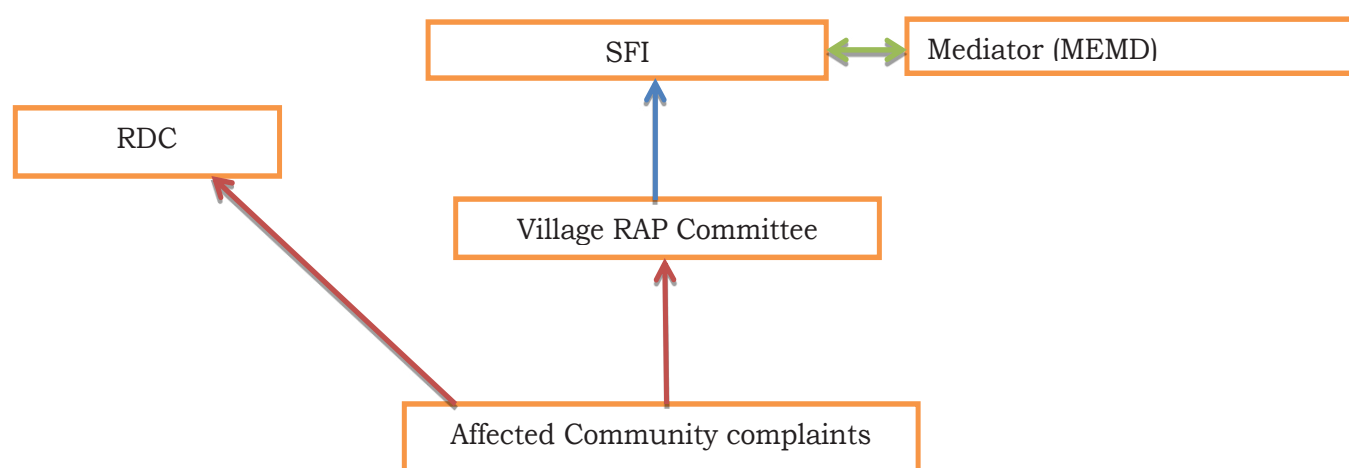 SFI
Mediator (MEMD)
RDC
Village RAP Committee
Affected Community complaints